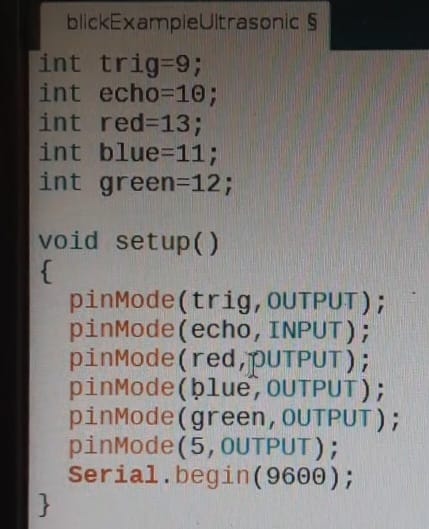 blickExampleUltrasonic §
int trig=9;
int echo=10;
int red=13;
int blue=11;
int green=12;
void setup()
{
pinMode(trig,OUTPUT);
pinMode(echo,INPUT);
pinMode(red,OUTPUT);
pinMode(blue,OUTPUT);
pinMode(green,OUTPUT);
pinMode(5,OUTPUT);
Serial.begin(9600);
}